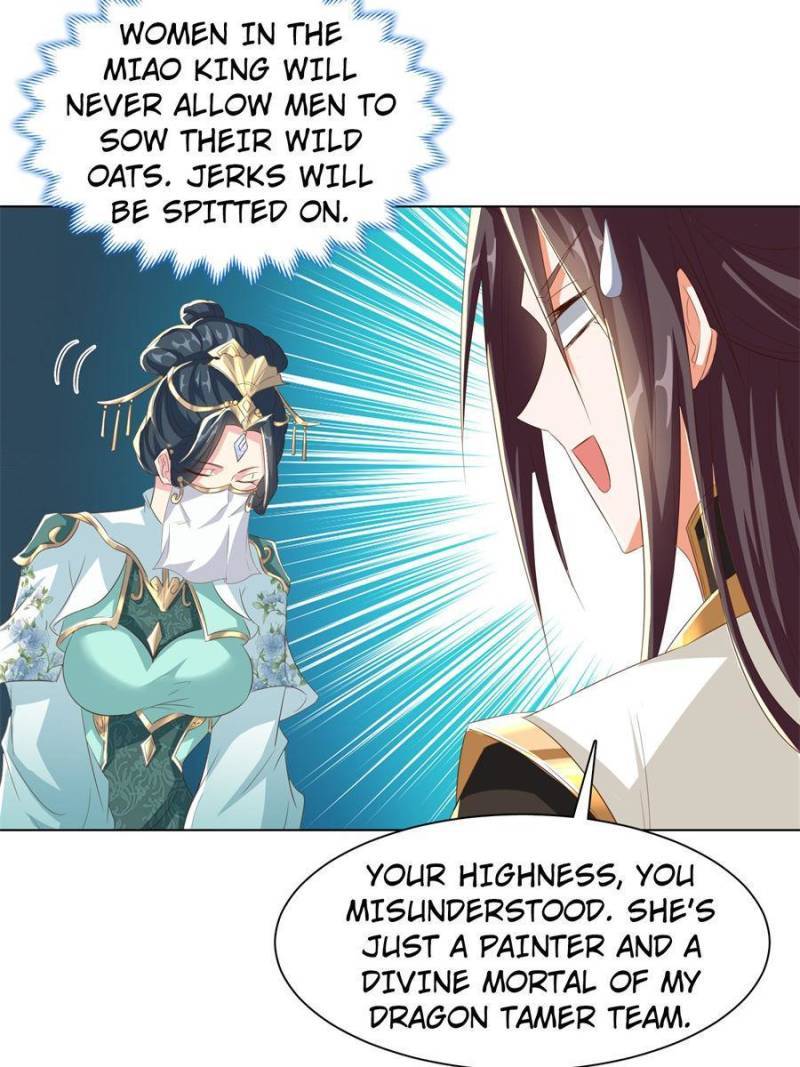 WOMEN IN THE
MIAO KING WILL
NEVER ALLOW MEN TO
SOW THEIR WILD
OATS. JERKS WILL
BE SPITTED ON.
YOUR HIGHNESS, YOU
MISUNDERSTOOD. SHE'S
JUST A PAINTER AND A
DIVINE MORTAL OF MY
DRAGON TAMER TEAM.